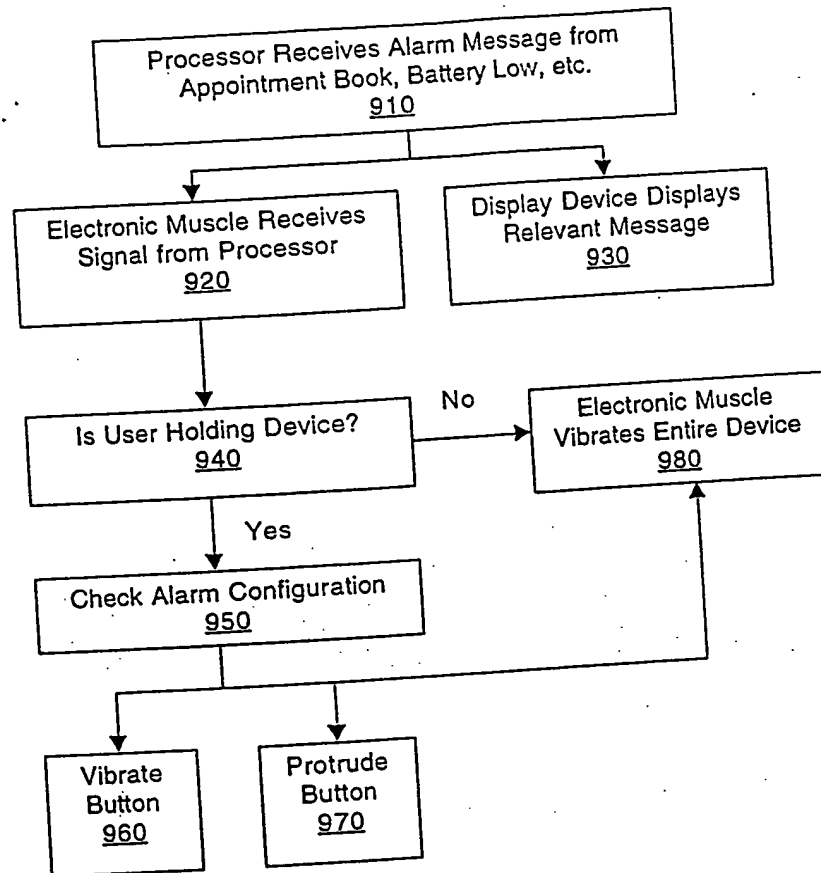 Processor Receives Alarm Message from
Appointment Book, Battery Low, etc.
910
Electronic Muscle Receives
Signal from Processor
920
Display Device Displays
Relevant Message
930
Is User Holding Device?
940
No
Electronic Muscle
Vibrates Entire Device
980
Yes
Check Alarm Configuration
950
Vibrate
Button
960
Protrude
Button
970